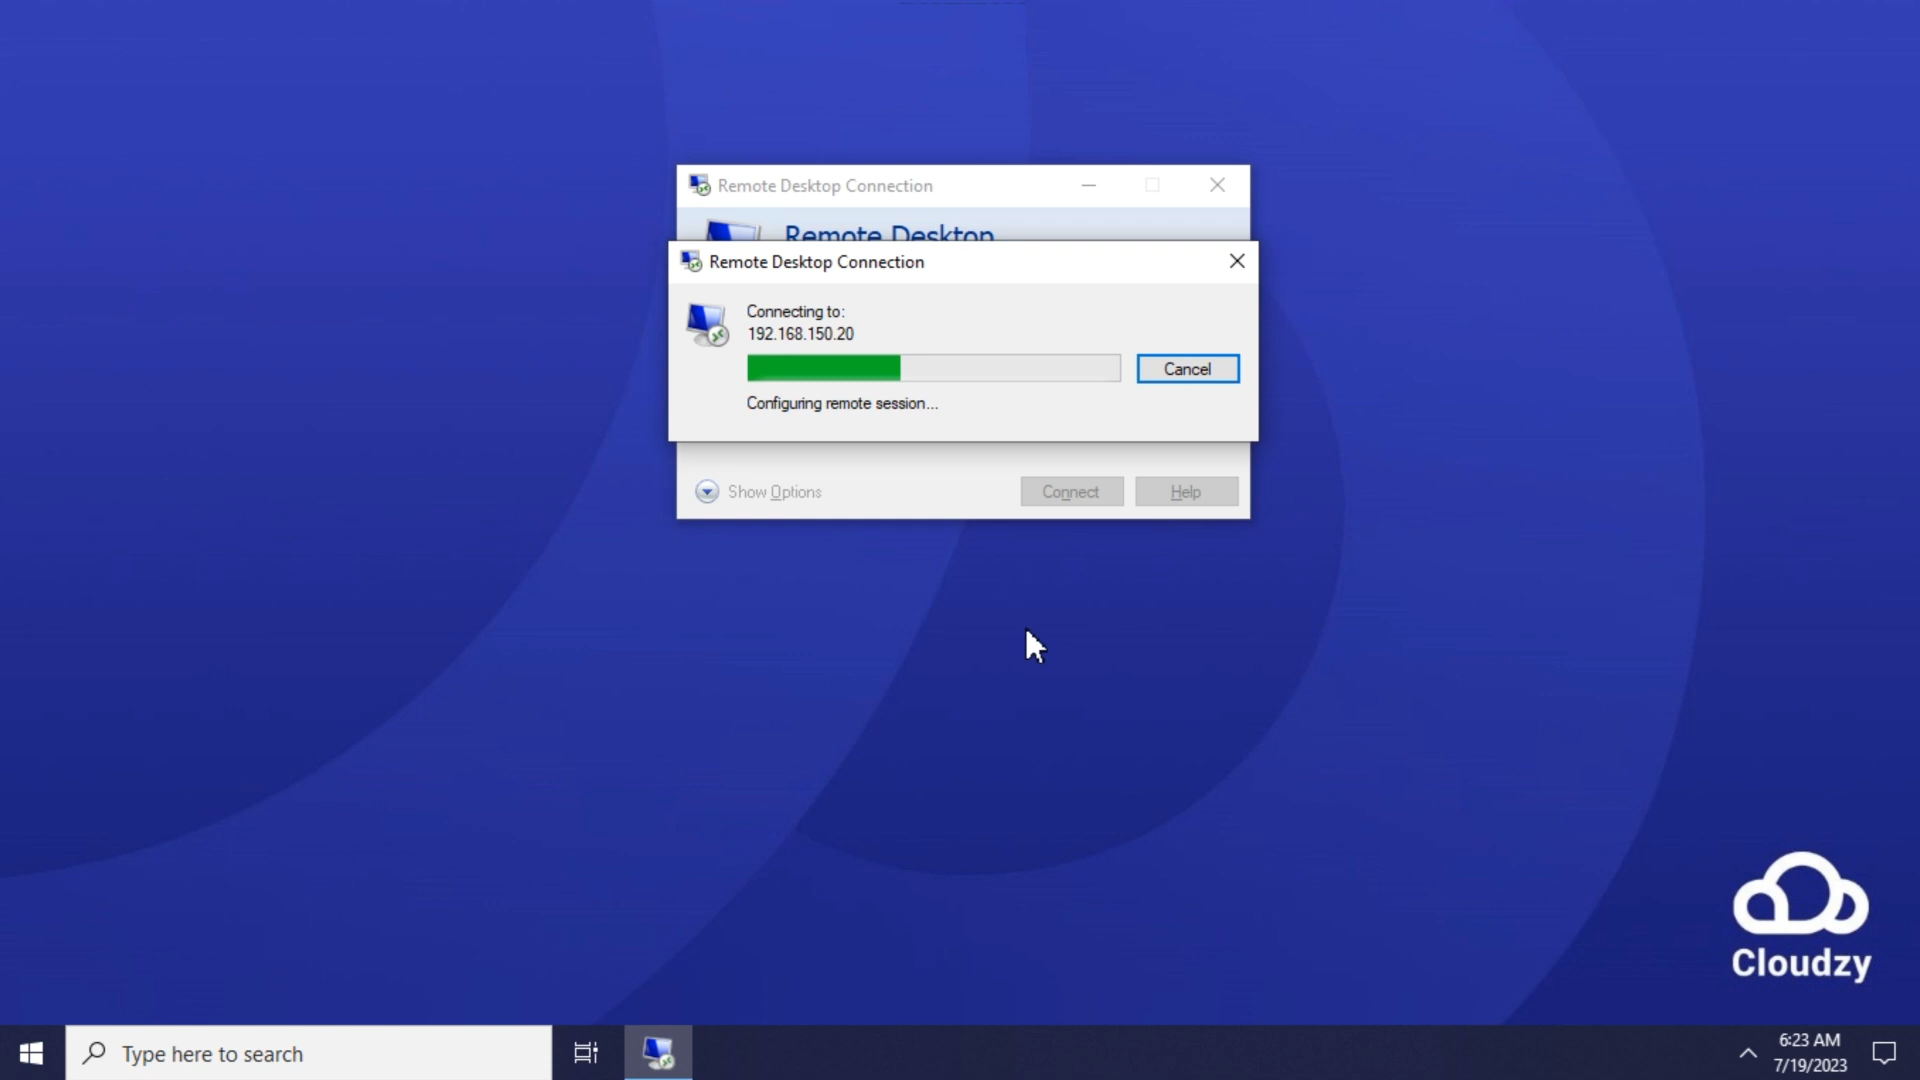 Remote Desktop Connection
Remote Desktop
Remote Desktop Connection
Connecting to:
192.168.150.20
Cancel
Configuring remote session...
Show Options
Connect
Help
Cloudzy
Type here to search
6:23 AM
7/19/2023